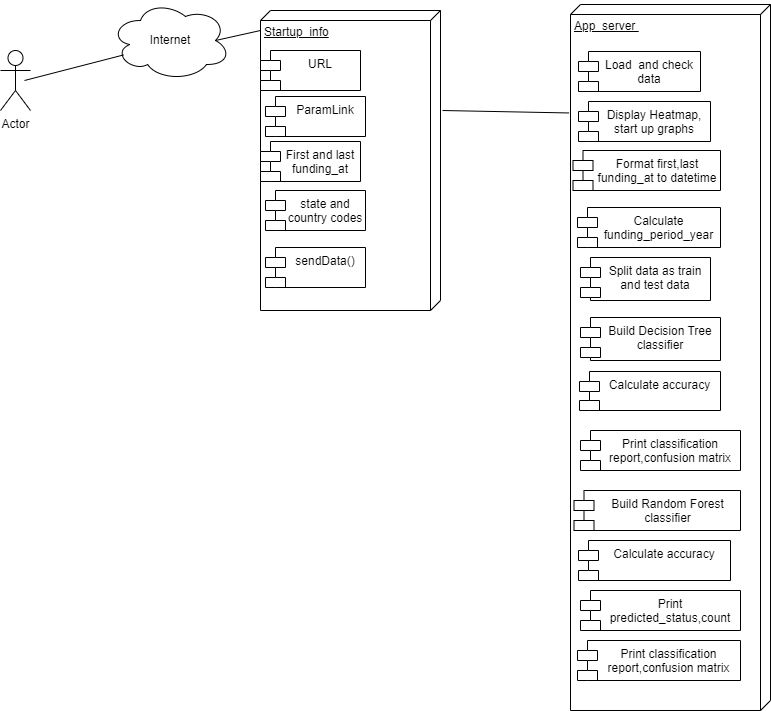 Internet
Actor
Startup_info
URL
ParamLink
First and last
funding_at
state and
country codes
sendData()
App_server
Load  and check
data
Display Heatmap,
start up graphs
Format first,last
funding_at to datetime
Calculate
funding_period_year
Split data as train
and test data
Build Decision Tree
classifier
Calculate accuracy
Print classification
report,confusion matrix
Build Random Forest
classifier
Calculate accuracy
Print
predicted_status,count
Print classification
report,confusion matrix